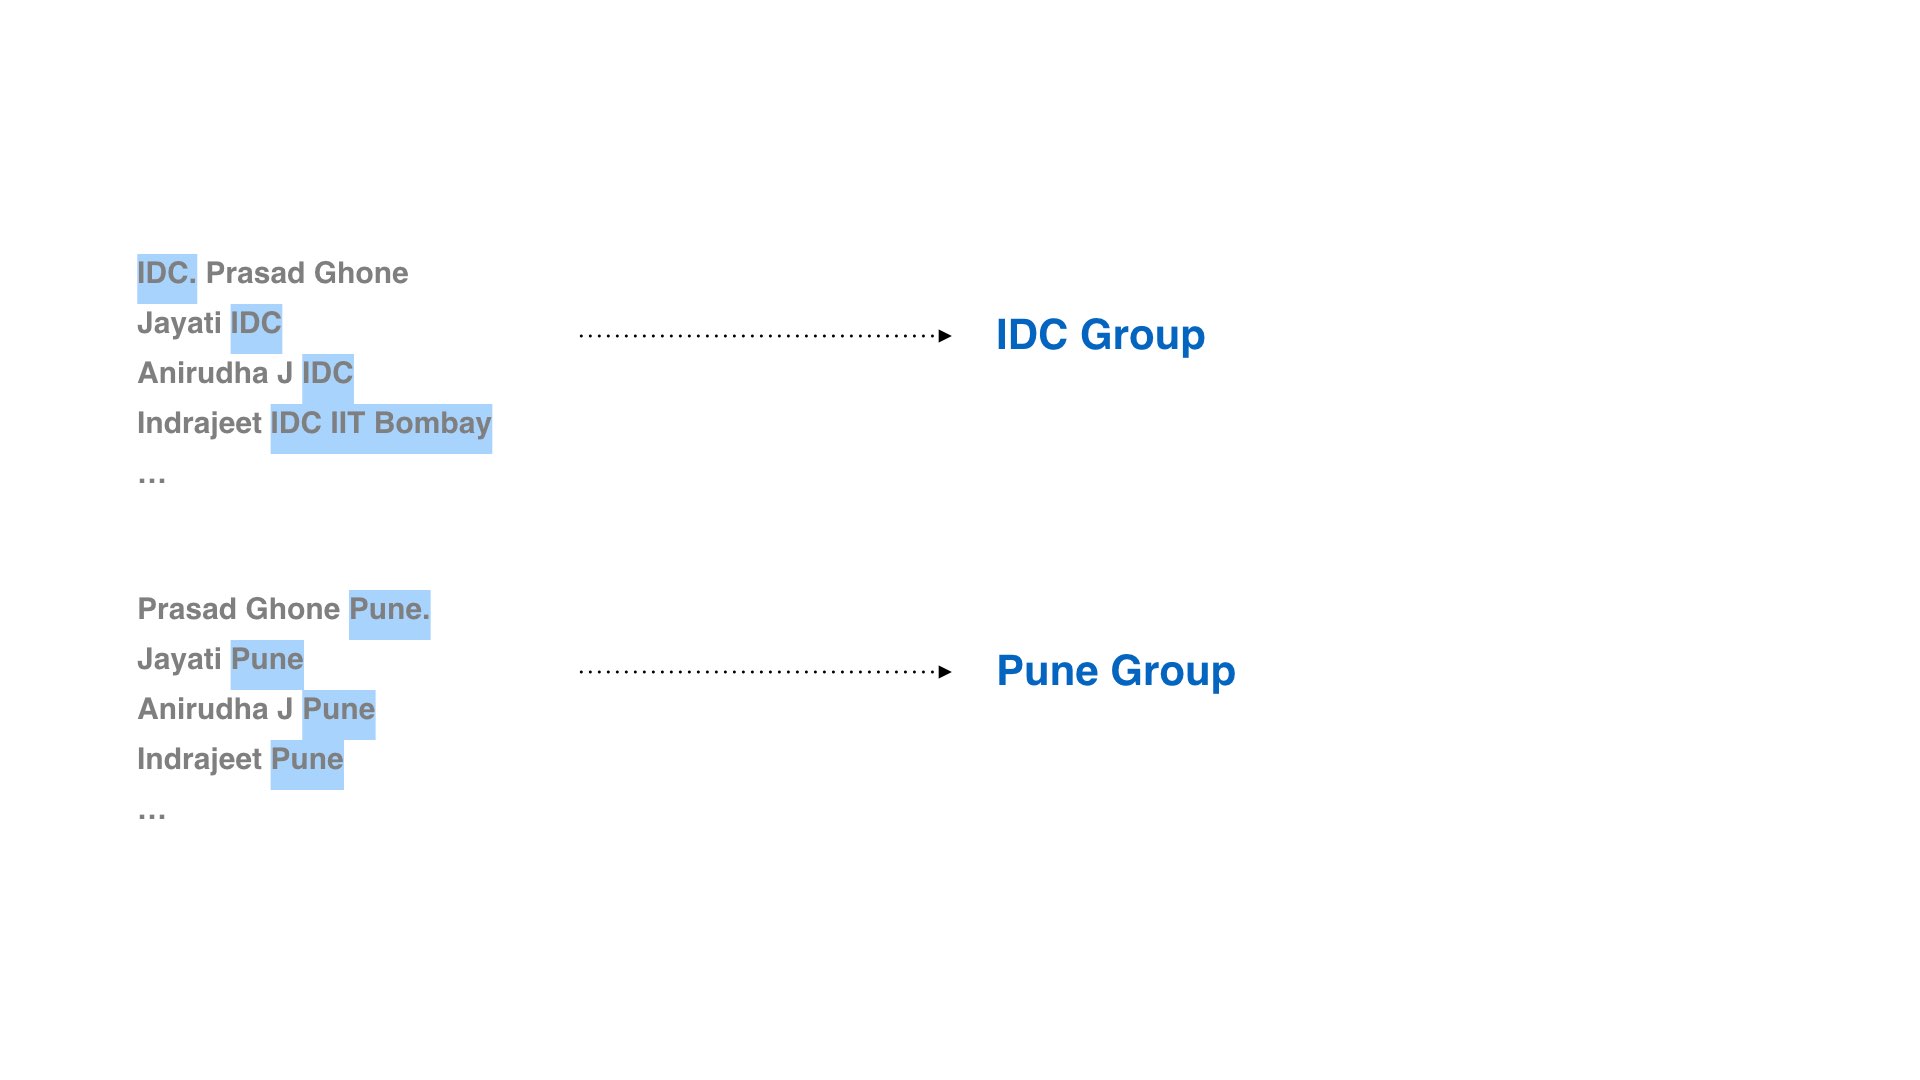 IDC. Prasad Ghone
Jayati IDC
Anirudha J IDC
Indrajeet IDC IIT Bombay
…
IDC Group
Prasad Ghone Pune.
Jayati Pune
Anirudha J Pune
Indrajeet Pune
…
Pune Group